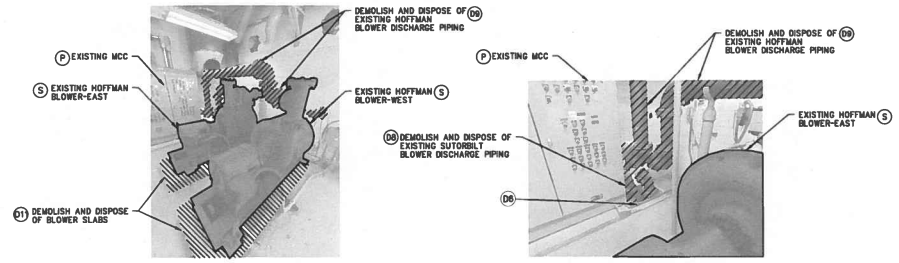 DEMOLISH AND DISPOSE OF D9
EXISTING HOFFMAN
BLOWER DISCHARGE PIPING
P EXISTING MCC
S EXISTING HOFFMAN
BLOWER-EAST
EXISTING HOFFMAN S
BLOWER-WEST
D1 DEMOLISH AND DISPOSE
OF BLOWER SLABS
DEMOLISH AND DISPOSE OF D9
EXISTING HOFFMAN
BLOWER DISCHARGE PIPING
P EXISTING MCC
EXISTING HOFFMAN S
BLOWER-EAST
D8 DEMOLISH AND DISPOSE OF
EXISTING SUTORBILT
BLOWER DISCHARGE PIPING
D6